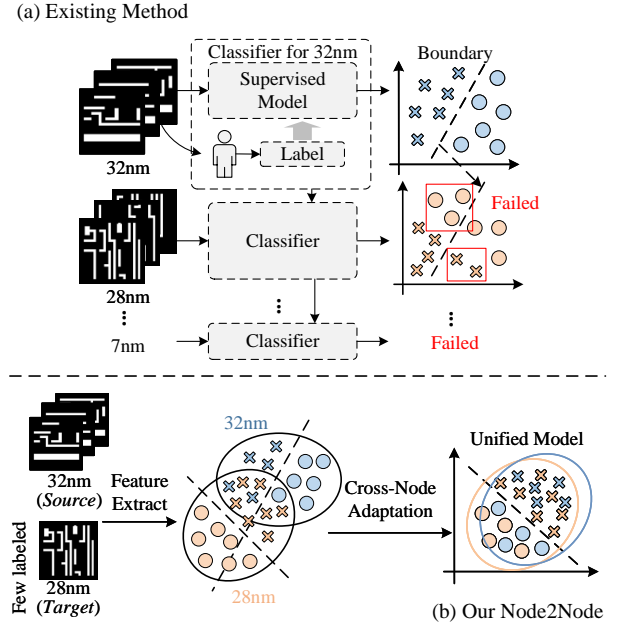 (a) Existing Method
Classifier for 32nm
Boundary
Supervised
Model
Label
32nm
Classifier
Failed
28nm
7nm
Classifier
Failed
32nm
Unified Model
32nm
(Source)
Feature
Extract
Cross-Node
Adaptation
Few labeled
28nm
(Target)
28nm
(b) Our Node2Node